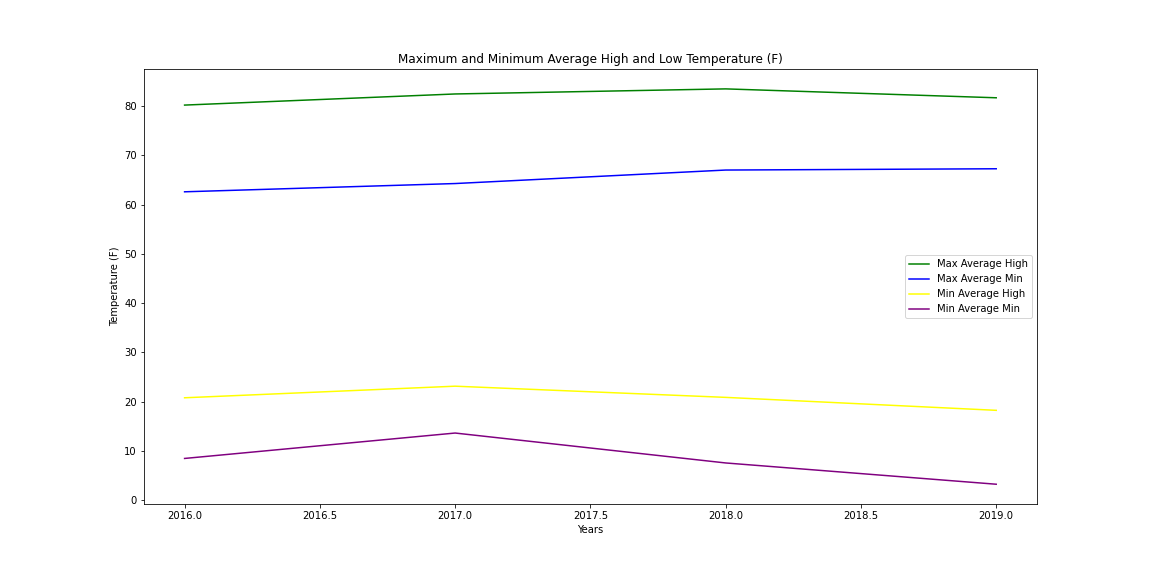 Maximum and Minimum Average High and Low Temperature (F)
80
70
60
50
40
30
20
10
0
Temperature (F)
Max Average High
Max Average Min
Min Average High
Min Average Min
2016.0 2016.5 2017.0 2017.5 2018.0 2018.5 2019.0
Years